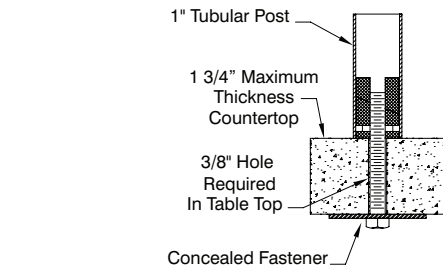 1" Tubular Post
1 3/4” Maximum
Thickness
Countertop
3/8" Hole
Required
In Table Top
Concealed Fastener